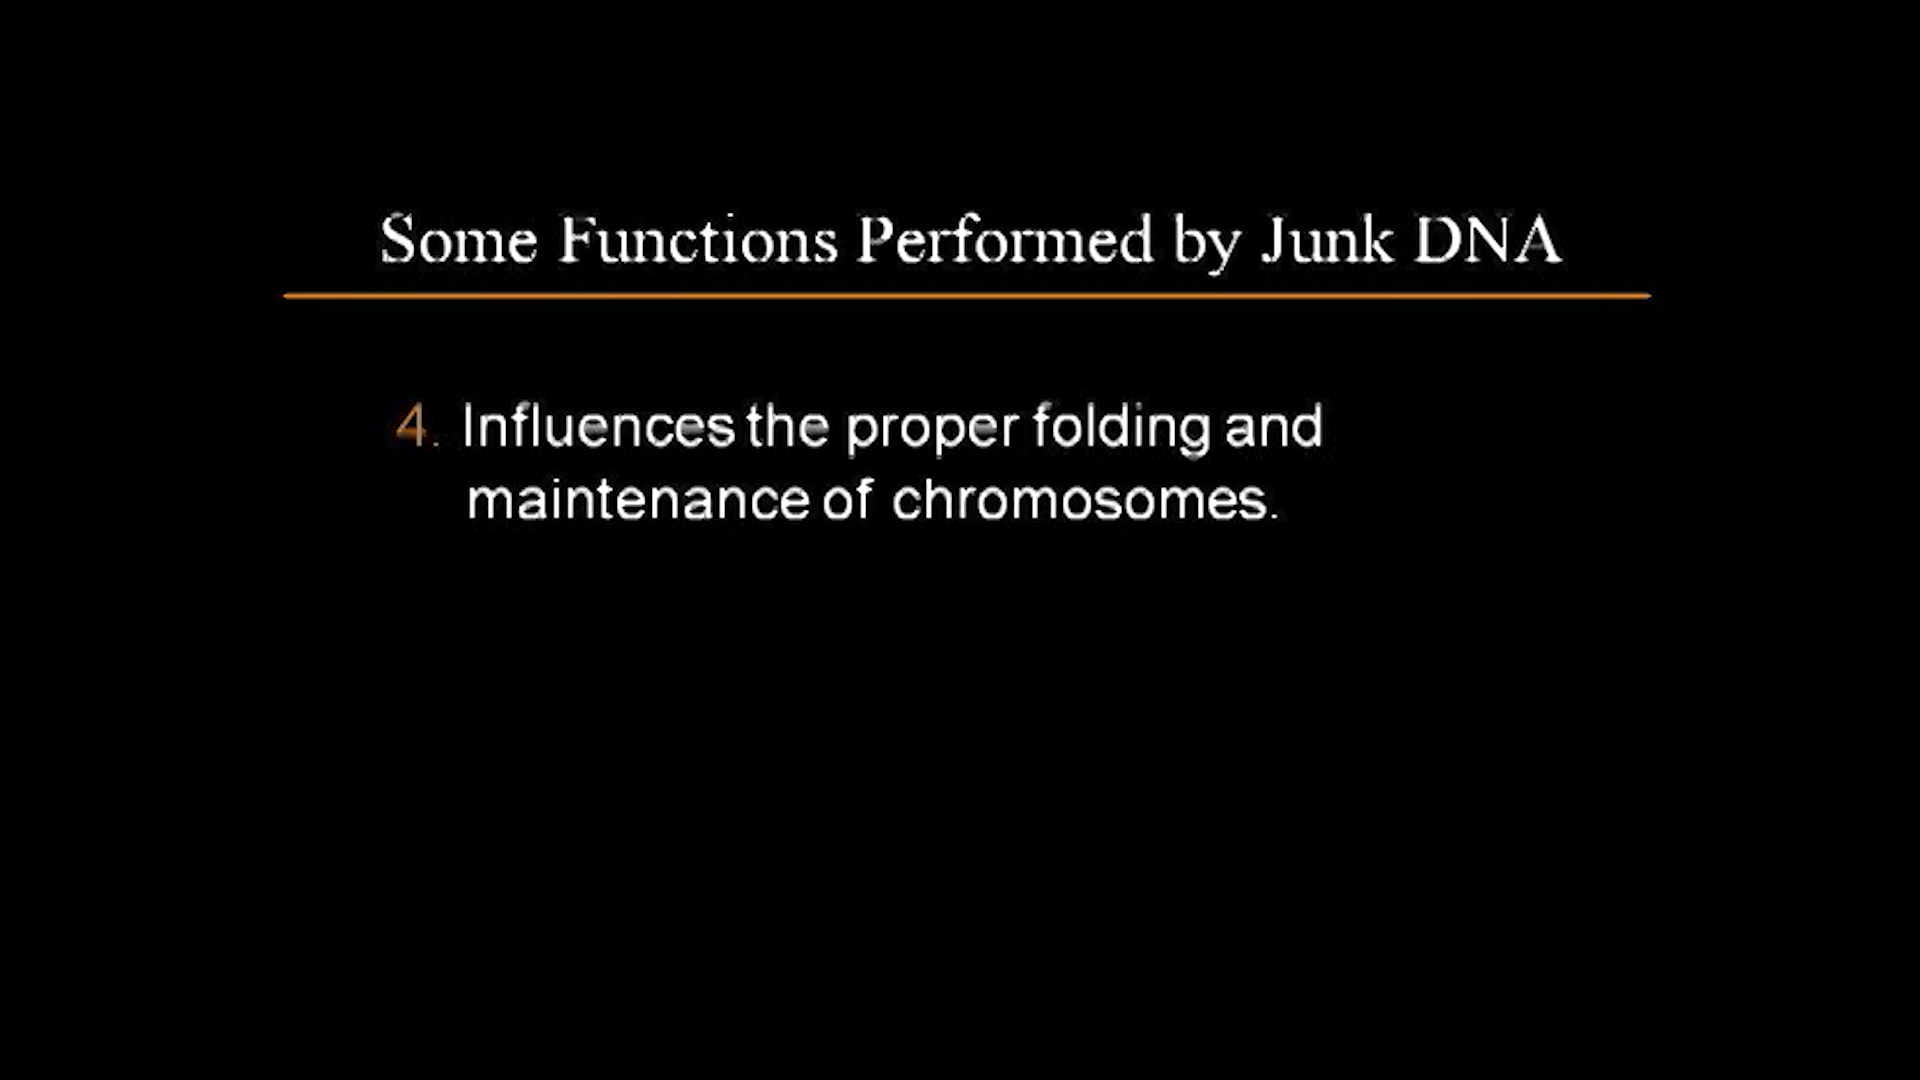 Some Functions Performed by Junk DNA
4. Influences the proper folding and
maintenance of chromosomes.